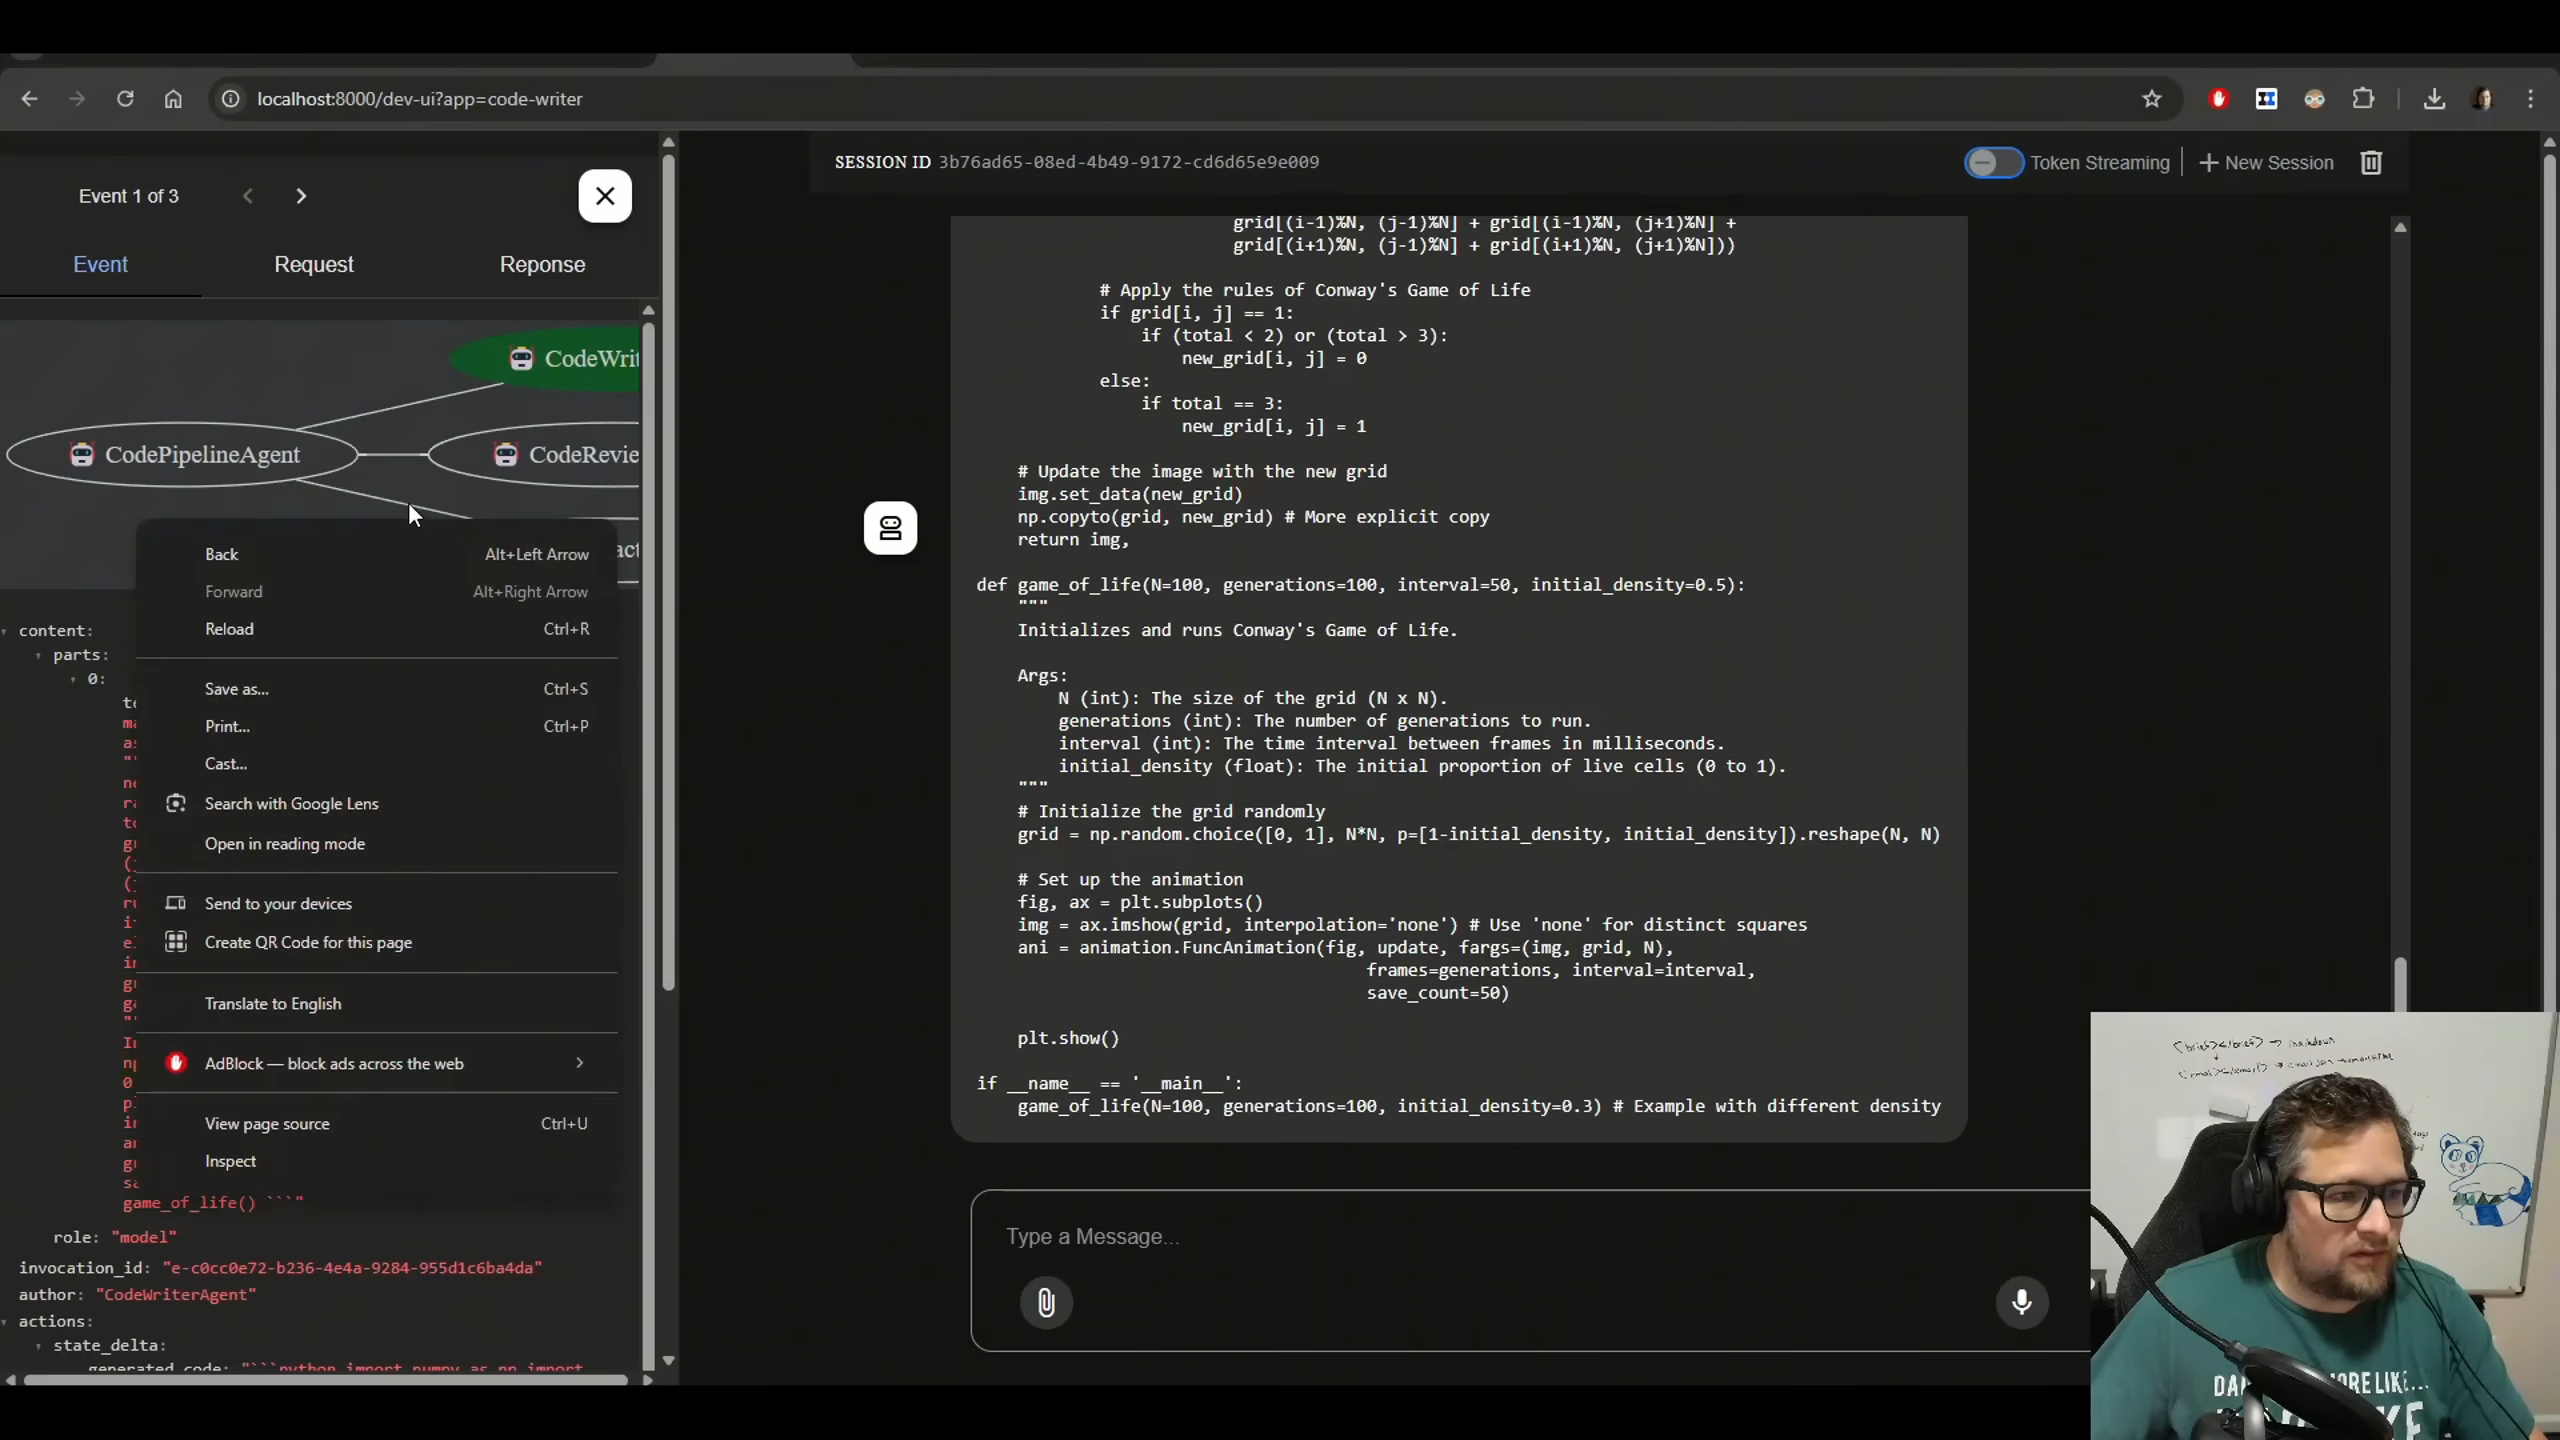 localhost:8000/dev-ui?app=code-writer
Event 1 of 3
Event Request Reponse
CodeWrit
CodePipelineAgent
CodeRevie
act
Back Alt+Left Arrow
Forward Alt+Right Arrow
Reload Ctrl+R
Save as... Ctrl+S
Print... Ctrl+P
Cast...
Search with Google Lens
Open in reading mode
Send to your devices
Create QR Code for this page
Translate to English
AdBlock — block ads across the web
View page source Ctrl+U
Inspect
content:
parts:
0:
game_of_life() ```"
role: "model"
invocation_id: "e-c0cc0e72-b236-4e4a-9284-955d1c6ba4da"
author: "CodeWriterAgent"
actions:
state_delta:
generated_code: "```python import numpy as np import
SESSION ID 3b76ad65-08ed-4b49-9172-cd6d65e9e009
Token Streaming
New Session
grid[(i-1)%N, (j-1)%N] + grid[(i-1)%N, (j+1)%N] +
grid[(i+1)%N, (j-1)%N] + grid[(i+1)%N, (j+1)%N]))
# Apply the rules of Conway's Game of Life
if grid[i, j] == 1:
if (total < 2) or (total > 3):
new_grid[i, j] = 0
else:
if total == 3:
new_grid[i, j] = 1
# Update the image with the new grid
img.set_data(new_grid)
np.copyto(grid, new_grid) # More explicit copy
return img,
def game_of_life(N=100, generations=100, interval=50, initial_density=0.5):
"""
Initializes and runs Conway's Game of Life.
Args:
N (int): The size of the grid (N x N).
generations (int): The number of generations to run.
interval (int): The time interval between frames in milliseconds.
initial_density (float): The initial proportion of live cells (0 to 1).
"""
# Initialize the grid randomly
grid = np.random.choice([0, 1], N*N, p=[1-initial_density, initial_density]).reshape(N, N)
# Set up the animation
fig, ax = plt.subplots()
img = ax.imshow(grid, interpolation='none') # Use 'none' for distinct squares
ani = animation.FuncAnimation(fig, update, fargs=(img, grid, N),
frames=generations, interval=interval,
save_count=50)
plt.show()
if __name__ == '__main__':
game_of_life(N=100, generations=100, initial_density=0.3) # Example with different density
Type a Message...